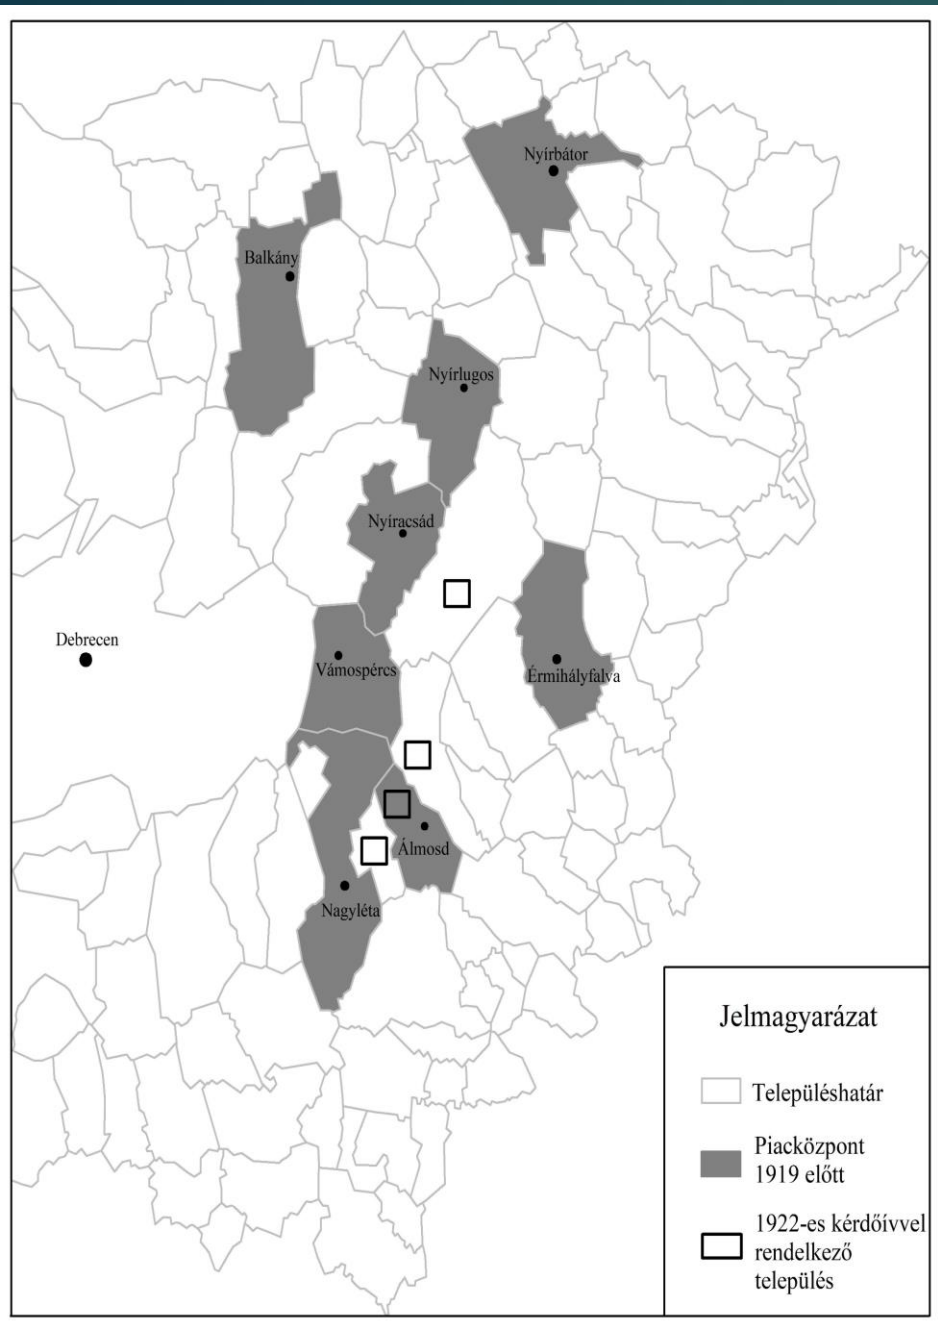 Nyírbátor
Balkány
Nyírlugos
Nyíracsád
Debrecen
Vámospércs
Érmihályfalva
Álmosd
Nagyléta
Jelmagyarázat
Településhatár
Piacközpont
1919 előtt
1922-es kérdőívvel
rendelkező
település